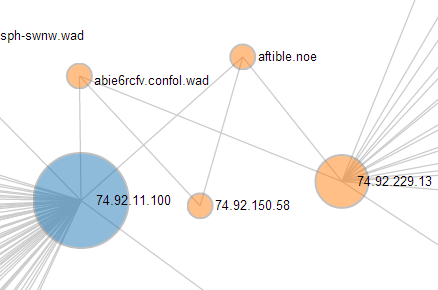 sph-swnw.wad
aftible.noe
abie6rcfv.confol.wad
74.92.229.13
74.92.11.100
74.92.150.58